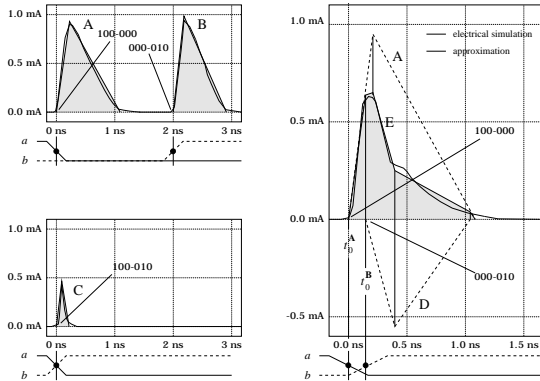 1.0 mA
0.5 mA
0.0 mA
A
B
100-000
000-010
0 ns
1 ns
2 ns
3 ns
a
b
1.0 mA
0.5 mA
0.0 mA
100-010
C
0 ns
1 ns
2 ns
3 ns
a
b
1.0 mA
0.5 mA
0.0 mA
-0.5 mA
electrical simulation
approximation
A
E
100-000
t0A
t0B
000-010
D
0.0 ns
0.5 ns
1.0 ns
1.5 ns
a
b